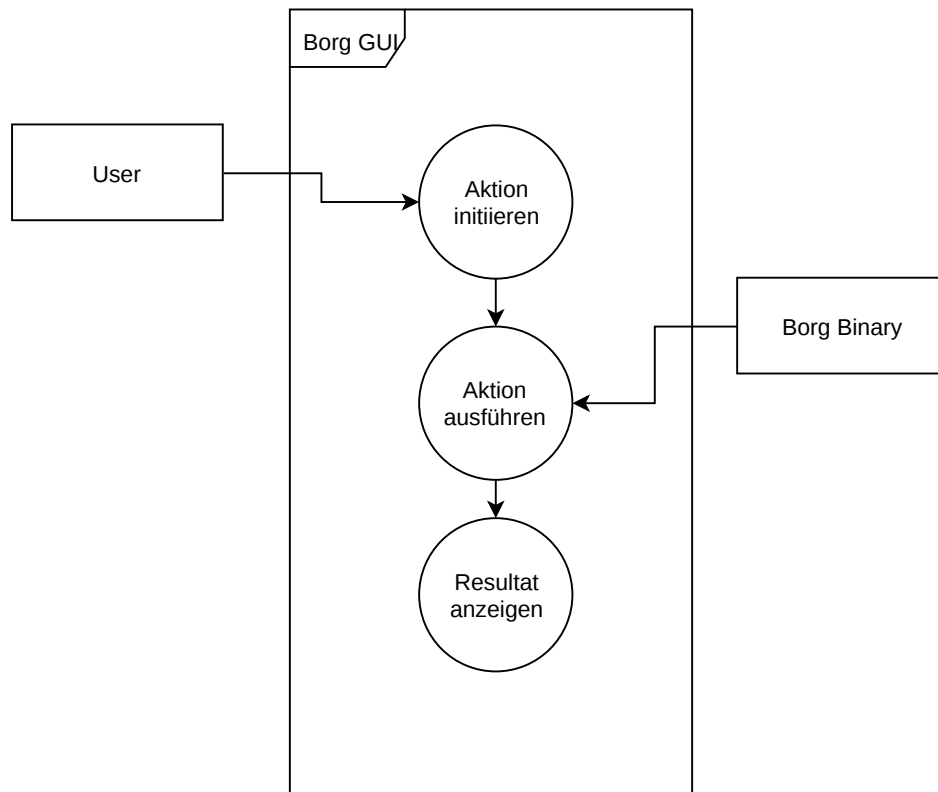 Borg GUI
User
Aktion
initiieren
Borg Binary
Aktion
ausführen
Resultat
anzeigen